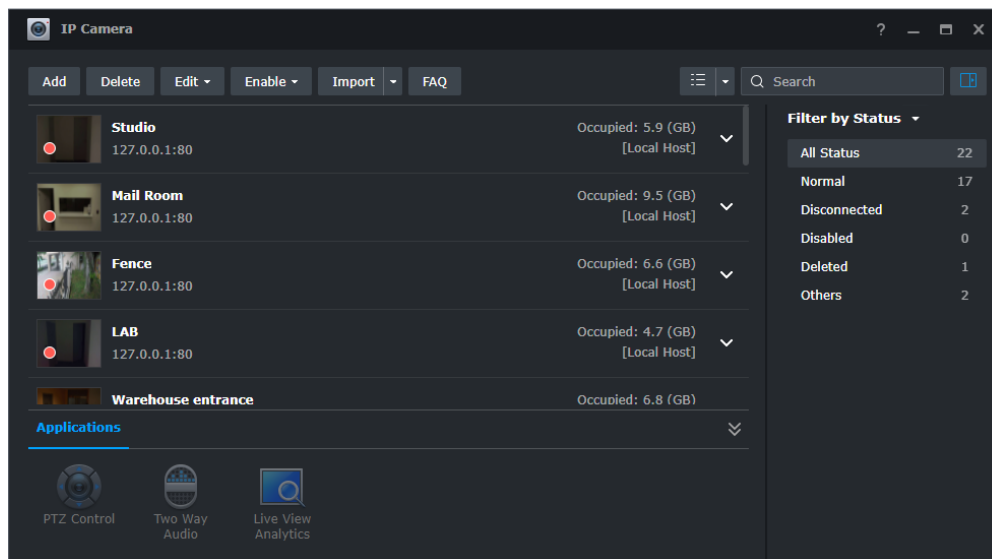 IP Camera
?
Add Delete Edit Enable Import FAQ Search
Studio Occupied: 5.9 (GB)
127.0.0.1:80 [Local Host]
Mail Room Occupied: 9.5 (GB)
127.0.0.1:80 [Local Host]
Fence Occupied: 6.6 (GB)
127.0.0.1:80 [Local Host]
LAB Occupied: 4.7 (GB)
127.0.0.1:80 [Local Host]
Warehouse entrance Occupied: 6.8 (GB)
Filter by Status
All Status 22
Normal 17
Disconnected 2
Disabled 0
Deleted 1
Others 2
Applications
PTZ Control
Two Way
Audio
Live View
Analytics